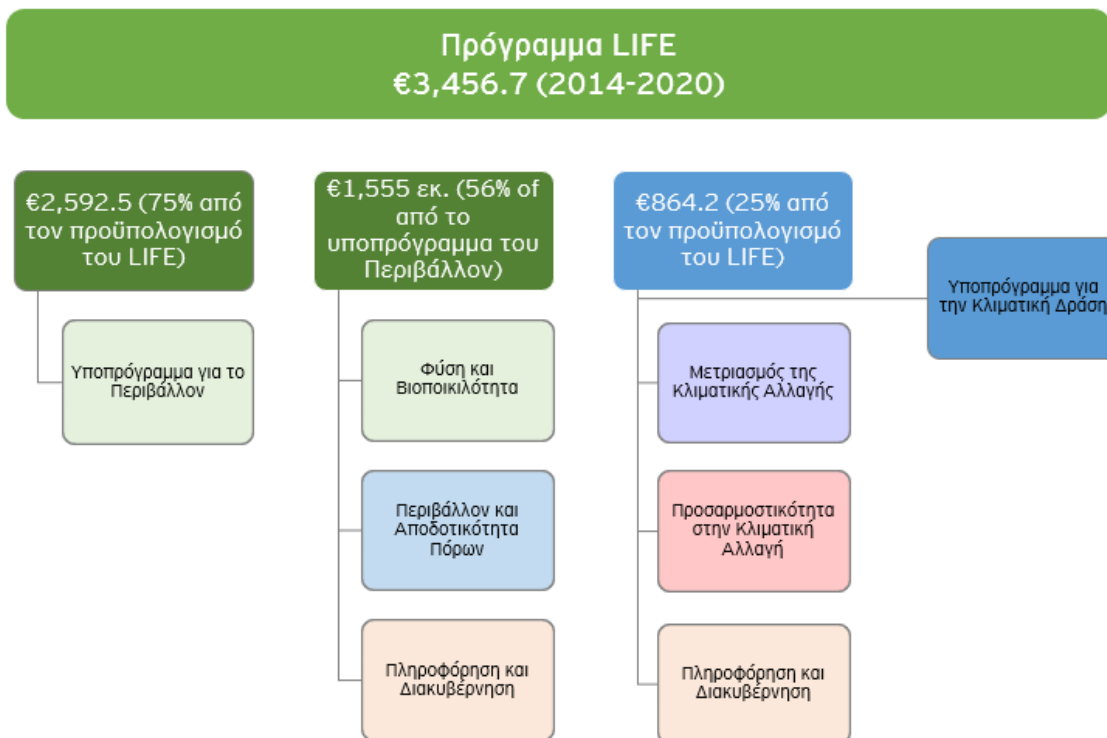 Πρόγραμμα LIFE
€3,456.7 (2014-2020)
€2,592.5 (75% από
τον προϋπολογισμό
του LIFE)
Υποπρόγραμμα για το
Περιβάλλον
€1,555 εκ. (56% of
από το
υποπρόγραμμα του
Περιβάλλον)
Φύση και
Βιοποικιλότητα
Περιβάλλον και
Αποδοτικότητα
Πόρων
Πληροφόρηση και
Διακυβέρνηση
€864.2 (25% από
τον προϋπολογισμό
του LIFE)
Υποπρόγραμμα για
την Κλιματική Δράση
Μετριασμός της
Κλιματικής Αλλαγής
Προσαρμοστικότητα
στην Κλιματική
Αλλαγή
Πληροφόρηση και
Διακυβέρνηση